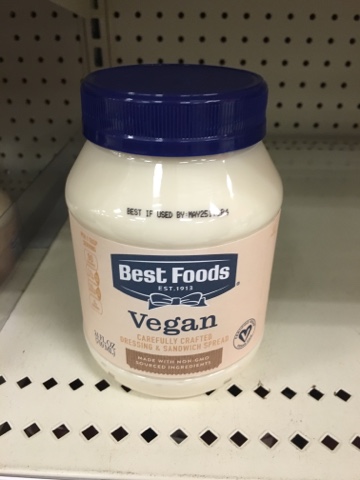 BEST IF USED BY MAY25
Best Foods
EST.1913
Vegan
CAREFULLY CRAFTED
DRESSING & SANDWICH SPREAD
MADE WITH NON-GMO
SOURCED INGREDIENTS